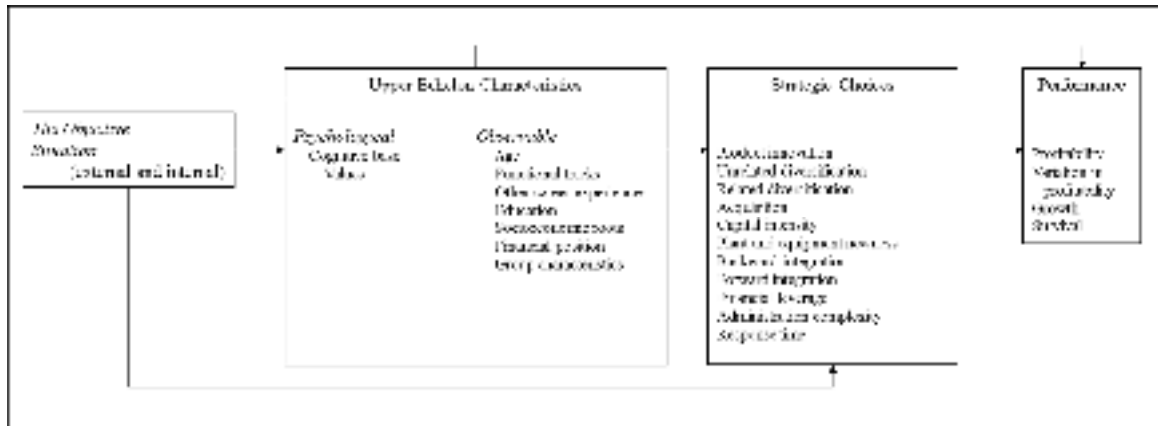 The Objective
Situation
(external and internal)
Upper Echelon Characteristics
Psychological
Cognitive base
Values
Observable
Age
Functional tracks
Other career experiences
Education
Socioeconomic roots
Financial position
Group characteristics
Strategic Choices
Product innovation
Unrelated diversification
Related diversification
Acquisition
Capital intensity
Plant and equipment newness
Backward integration
Forward integration
Financial leverage
Administration complexity
Response time
Performance
Profitability
Variation in
profitability
Growth
Survival